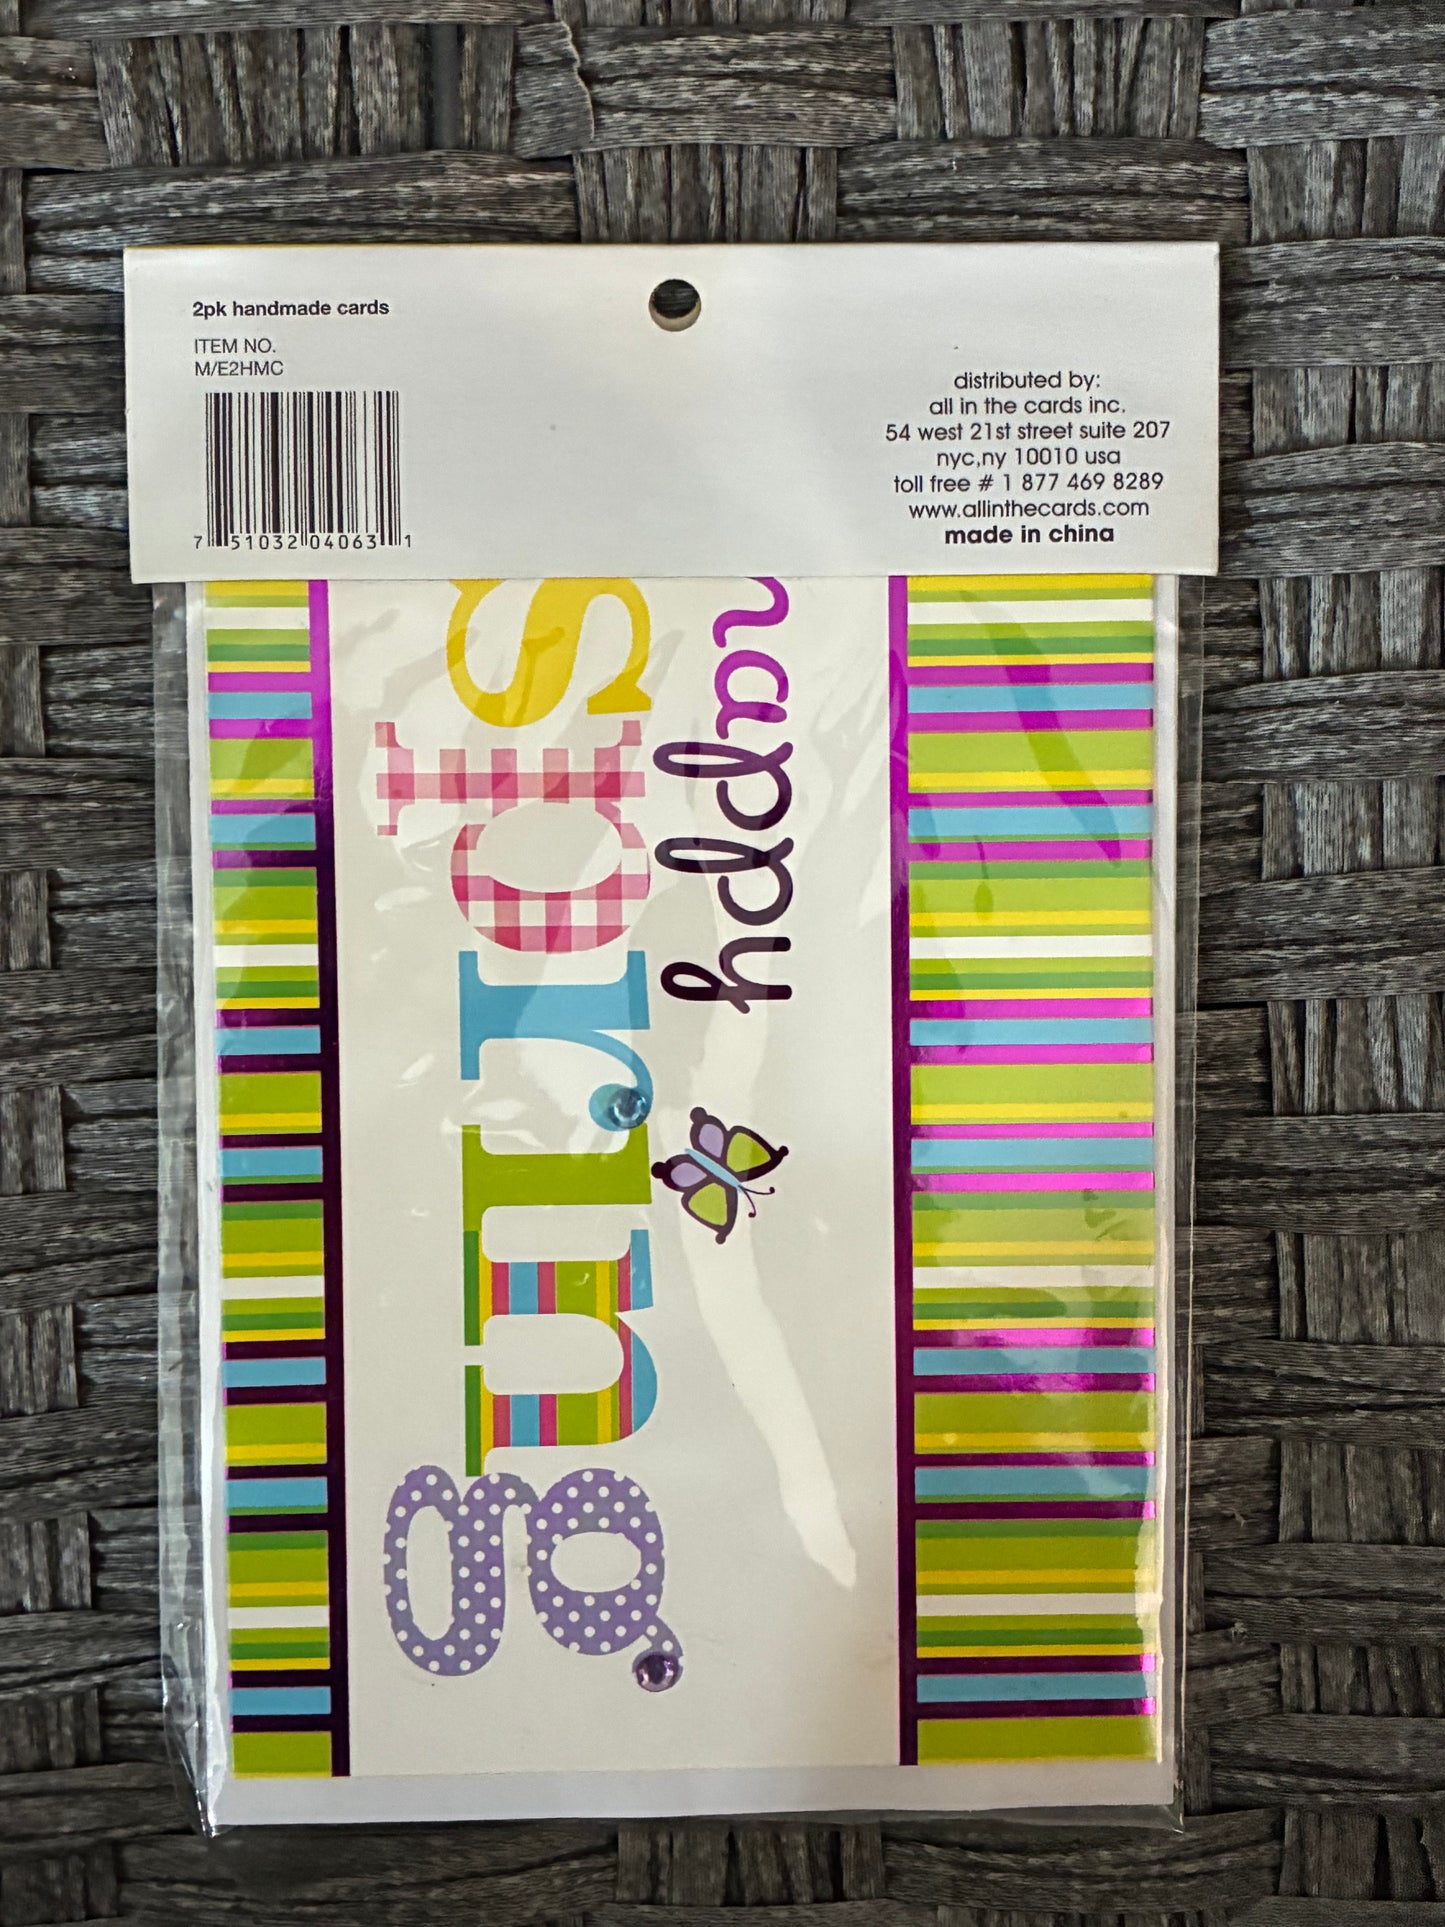 2pk handmade cards
ITEM NO.
M/E2HMC
7 51032 04063 1
distributed by:
all in the cards inc.
54 west 21st street suite 207
nyc,ny 10010 usa
toll free # 1 877 469 8289
www.allinthecards.com
made in china
happy
spring